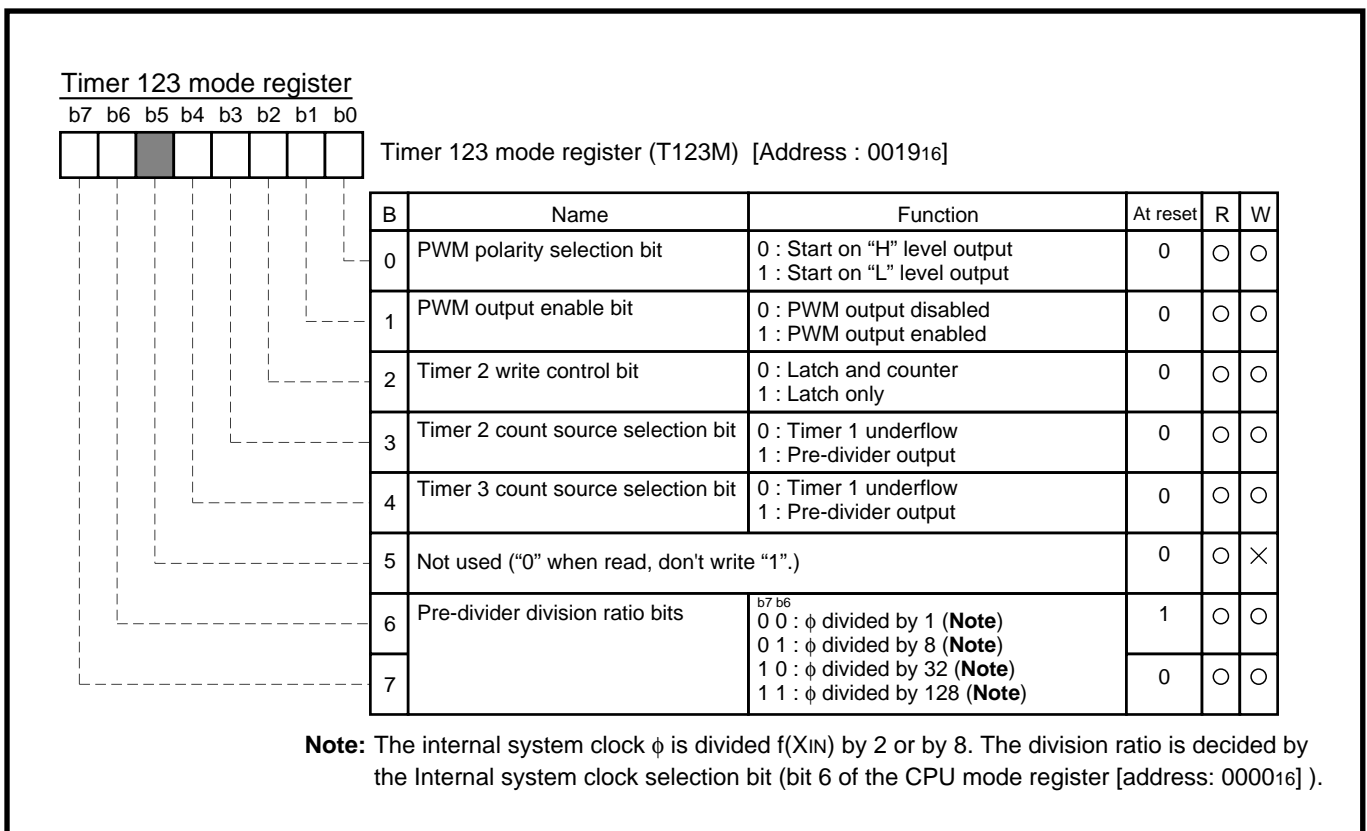 Timer 123 mode register
b7 b6 b5 b4 b3 b2 b1 b0
Timer 123 mode register (T123M) [Address : 001916]
B Name Function At reset R W
0 PWM polarity selection bit 0 : Start on “H” level output 0 ○ ○
1 : Start on “L” level output
1 PWM output enable bit 0 : PWM output disabled 0 ○ ○
1 : PWM output enabled
2 Timer 2 write control bit 0 : Latch and counter 0 ○ ○
1 : Latch only
3 Timer 2 count source selection bit 0 : Timer 1 underflow 0 ○ ○
1 : Pre-divider output
4 Timer 3 count source selection bit 0 : Timer 1 underflow 0 ○ ○
1 : Pre-divider output
5 Not used (“0” when read, don't write “1”.) 0 ○ ×
6 Pre-divider division ratio bits b7 b6 1 ○ ○
0 0 : ϕ divided by 1 (Note)
0 1 : ϕ divided by 8 (Note)
7 1 0 : ϕ divided by 32 (Note) 0 ○ ○
1 1 : ϕ divided by 128 (Note)
Note: The internal system clock ϕ is divided f(XIN) by 2 or by 8. The division ratio is decided by
the Internal system clock selection bit (bit 6 of the CPU mode register [address: 000016] ).